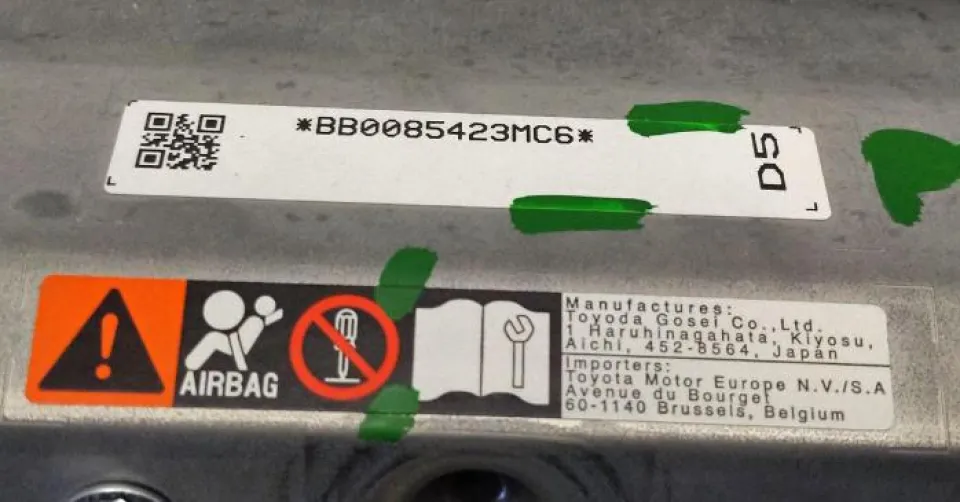 *BB0085423MC6*
D5
AIRBAG
Manufactures:
Toyoda Gosei Co.,Ltd.
1 Haruhinagahata, Kiyosu,
Aichi, 452-8564, Japan
Importers:
Toyota Motor Europe N.V./S.A
Avenue du Bourget
60-1140 Brussels, Belgium